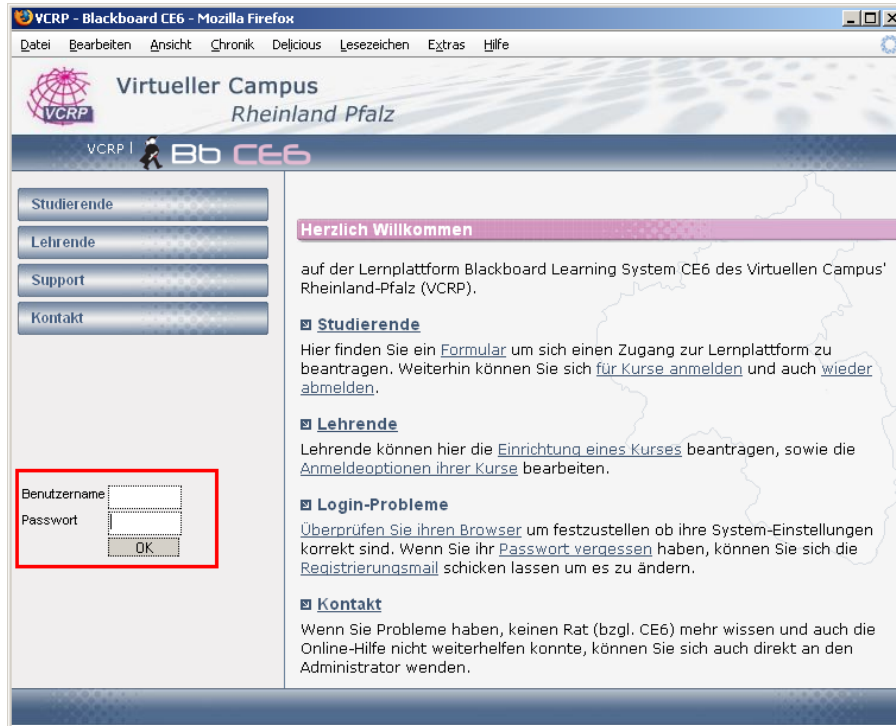 VCRP - Blackboard CE6 - Mozilla Firefox
Datei Bearbeiten Ansicht Chronik Delicious Lesezeichen Extras Hilfe
VCRP
Virtueller Campus
Rheinland Pfalz
VCRP | Bb CE6
Studierende
Lehrende
Support
Kontakt
Benutzername
Passwort
OK
Herzlich Willkommen
auf der Lernplattform Blackboard Learning System CE6 des Virtuellen Campus'
Rheinland-Pfalz (VCRP).
Studierende
Hier finden Sie ein Formular um sich einen Zugang zur Lernplattform zu
beantragen. Weiterhin können Sie sich für Kurse anmelden und auch wieder
abmelden.
Lehrende
Lehrende können hier die Einrichtung eines Kurses beantragen, sowie die
Anmeldeoptionen ihrer Kurse bearbeiten.
Login-Probleme
Überprüfen Sie ihren Browser um festzustellen ob ihre System-Einstellungen
korrekt sind. Wenn Sie ihr Passwort vergessen haben, können Sie sich die
Registrierungsmail schicken lassen um es zu ändern.
Kontakt
Wenn Sie Probleme haben, keinen Rat (bzgl. CE6) mehr wissen und auch die
Online-Hilfe nicht weiterhelfen konnte, können Sie sich auch direkt an den
Administrator wenden.